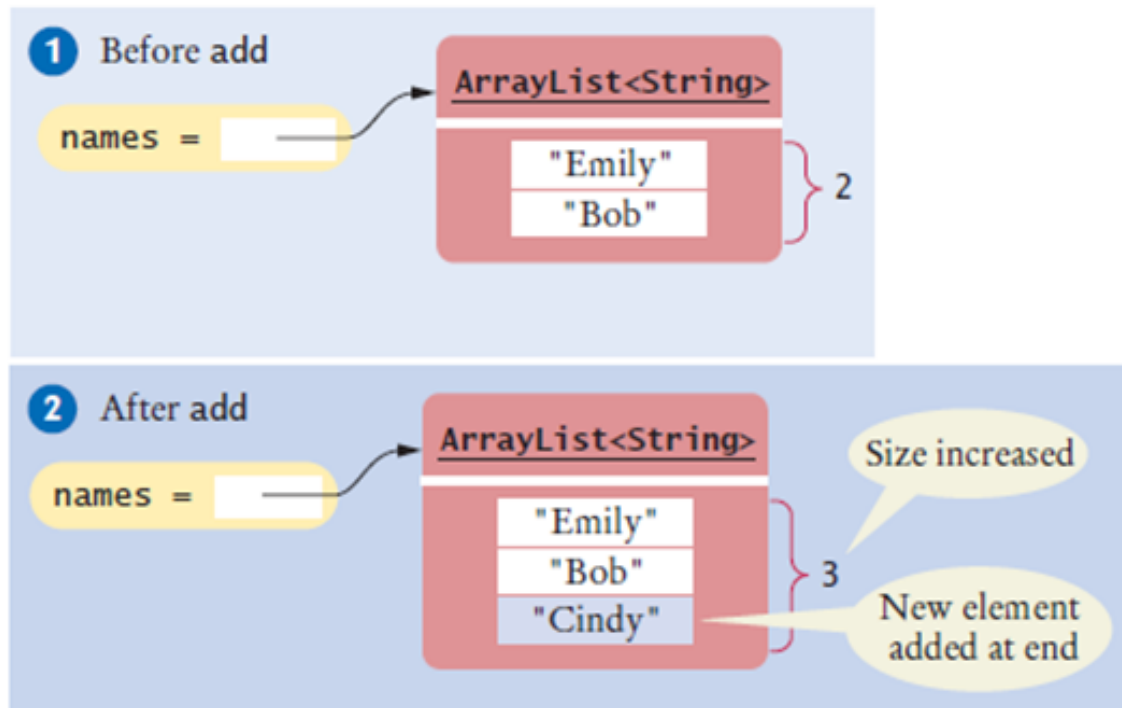 1 Before add
ArrayList<String>
names =
"Emily"
"Bob"
2
2 After add
ArrayList<String>
names =
Size increased
"Emily"
"Bob"
"Cindy"
3
New element
added at end